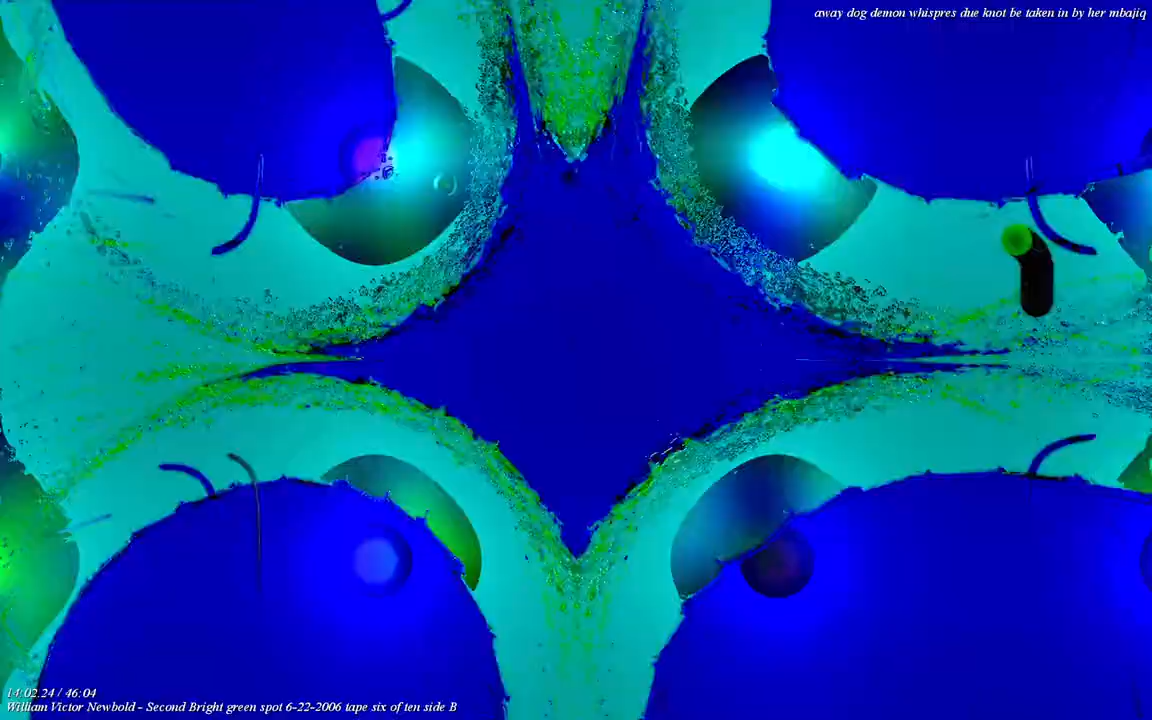 away dog demon whispres due knot be taken in by her mbajiq
14:02.24 / 46:04
William Victor Newbold - Second Bright green spot 6-22-2006 tape six of ten side B